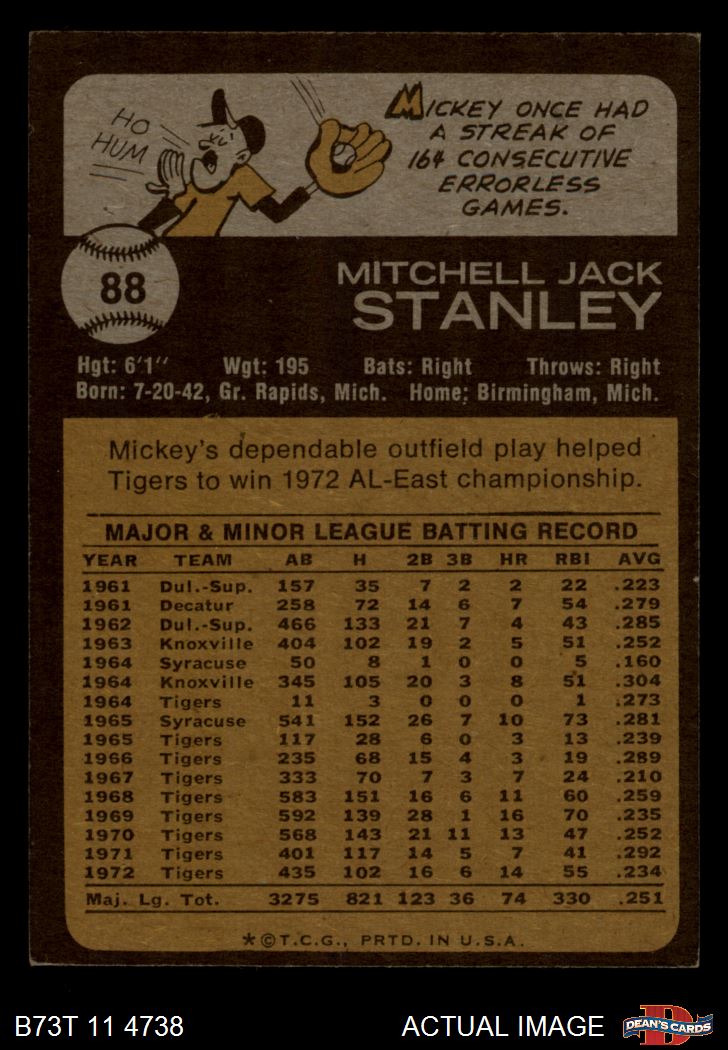 HO
HUM
MICKEY ONCE HAD
A STREAK OF
164 CONSECUTIVE
ERRORLESS
GAMES.
88
MITCHELL JACK
STANLEY
Hgt: 6'1" Wgt: 195 Bats: Right Throws: Right
Born: 7-20-42, Gr. Rapids, Mich. Home: Birmingham, Mich.
Mickey's dependable outfield play helped
Tigers to win 1972 AL-East championship.
MAJOR & MINOR LEAGUE BATTING RECORD
YEAR TEAM AB H 2B 3B HR RBI AVG
1961 Dul.-Sup. 157 35 7 2 2 22 .223
1961 Decatur 258 72 14 6 7 54 .279
1962 Dul.-Sup. 466 133 21 7 4 43 .285
1963 Knoxville 404 102 19 2 5 51 .252
1964 Syracuse 50 8 1 0 0 5 .160
1964 Knoxville 345 105 20 3 8 51 .304
1964 Tigers 11 3 0 0 0 1 .273
1965 Syracuse 541 152 26 7 10 73 .281
1965 Tigers 117 28 6 0 3 13 .239
1966 Tigers 235 68 15 4 3 19 .289
1967 Tigers 333 70 7 3 7 24 .210
1968 Tigers 583 151 16 6 11 60 .259
1969 Tigers 592 139 28 1 16 70 .235
1970 Tigers 568 143 21 11 13 47 .252
1971 Tigers 401 117 14 5 7 41 .292
1972 Tigers 435 102 16 6 14 55 .234
Maj. Lg. Tot. 3275 821 123 36 74 330 .251
*©T.C.G., PRTD. IN U.S.A.
B73T 11 4738 ACTUAL IMAGE
D
DEAN'S CARDS